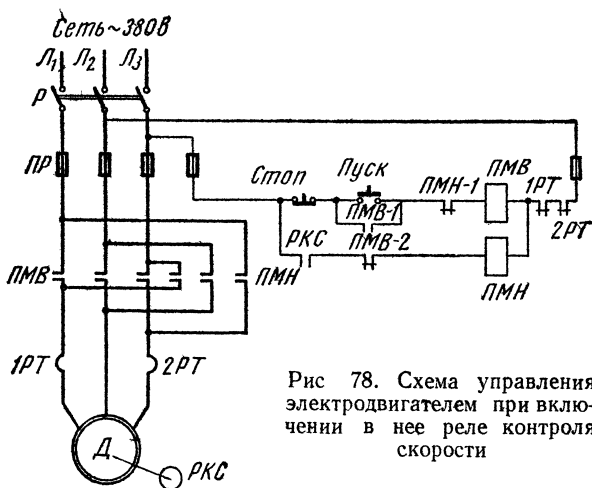 Сеть~380В
Л₁ Л₂ Л₃
Р
ПР
Стоп
Пуск
ПМН-1
ПМВ
1РТ
ПМВ-1
2РТ
РКС
ПМВ-2
ПМВ
ПМН
ПМН
1РТ
2РТ
Д
РКС
Рис 78. Схема управления
электродвигателем при вклю-
чении в нее реле контроля
скорости